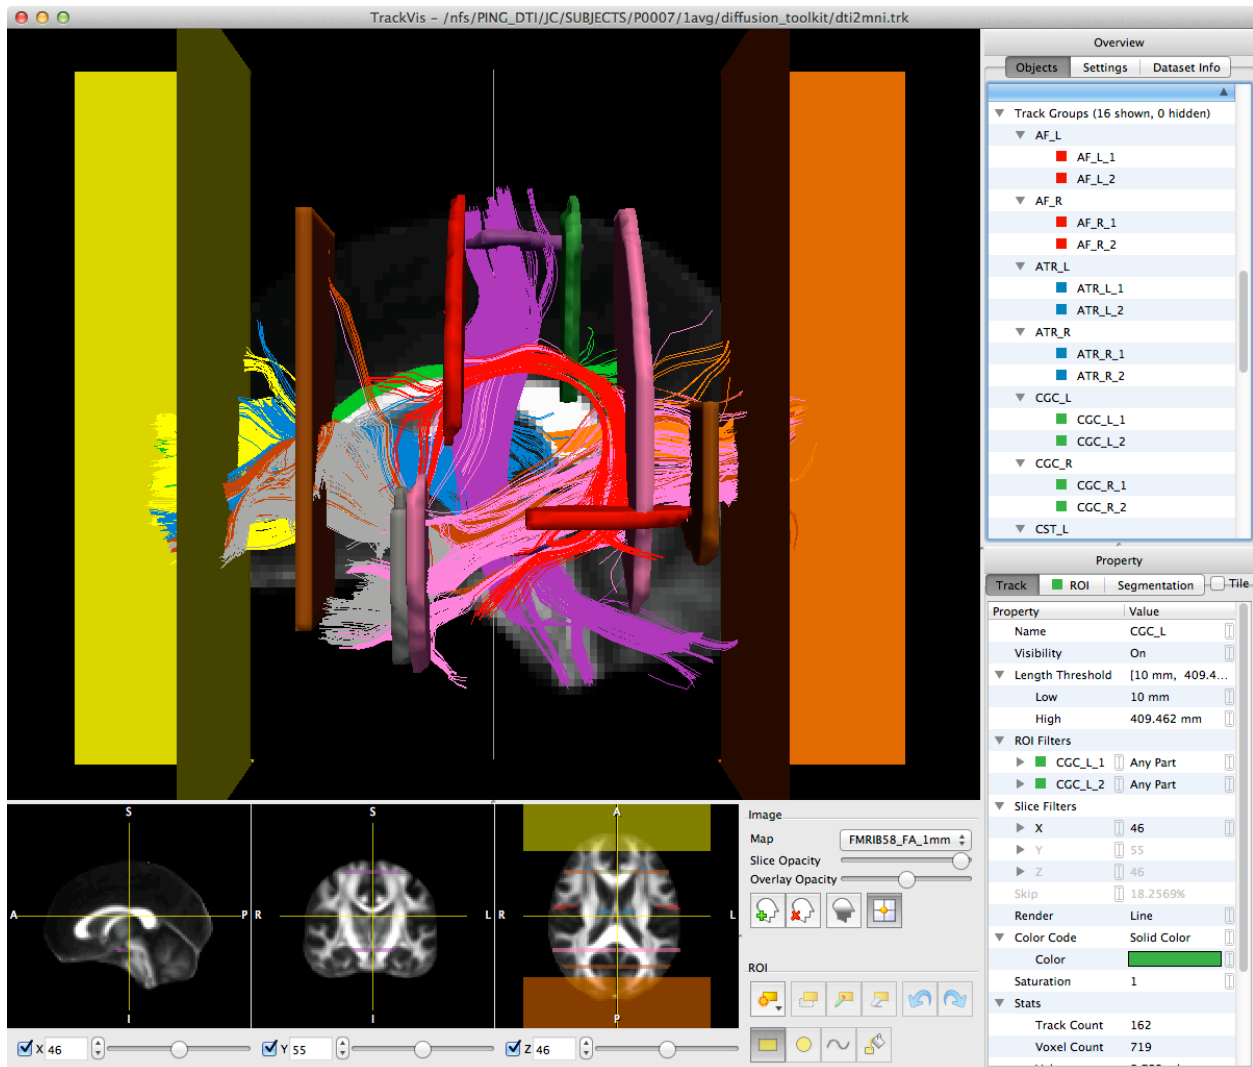 TrackVis – /nfs/PING_DTI/JC/SUBJECTS/P0007/1avg/diffusion_toolkit/dti2mni.trk
Overview
Objects Settings Dataset Info
Track Groups (16 shown, 0 hidden)
AF_L
AF_L_1
AF_L_2
AF_R
AF_R_1
AF_R_2
ATR_L
ATR_L_1
ATR_L_2
ATR_R
ATR_R_1
ATR_R_2
CGC_L
CGC_L_1
CGC_L_2
CGC_R
CGC_R_1
CGC_R_2
CST_L
Property
Track ROI Segmentation Tile
Property Value
Name CGC_L
Visibility On
Length Threshold [10 mm, 409.4...
Low 10 mm
High 409.462 mm
ROI Filters
CGC_L_1 Any Part
CGC_L_2 Any Part
Slice Filters
X 46
Y 55
Z 46
Skip 18.2569%
Render Line
Color Code Solid Color
Color
Saturation 1
Stats
Track Count 162
Voxel Count 719
S S A
A P R L R L
I I P
Image
Map FMRIB58_FA_1mm
Slice Opacity
Overlay Opacity
ROI
X 46 Y 55 Z 46